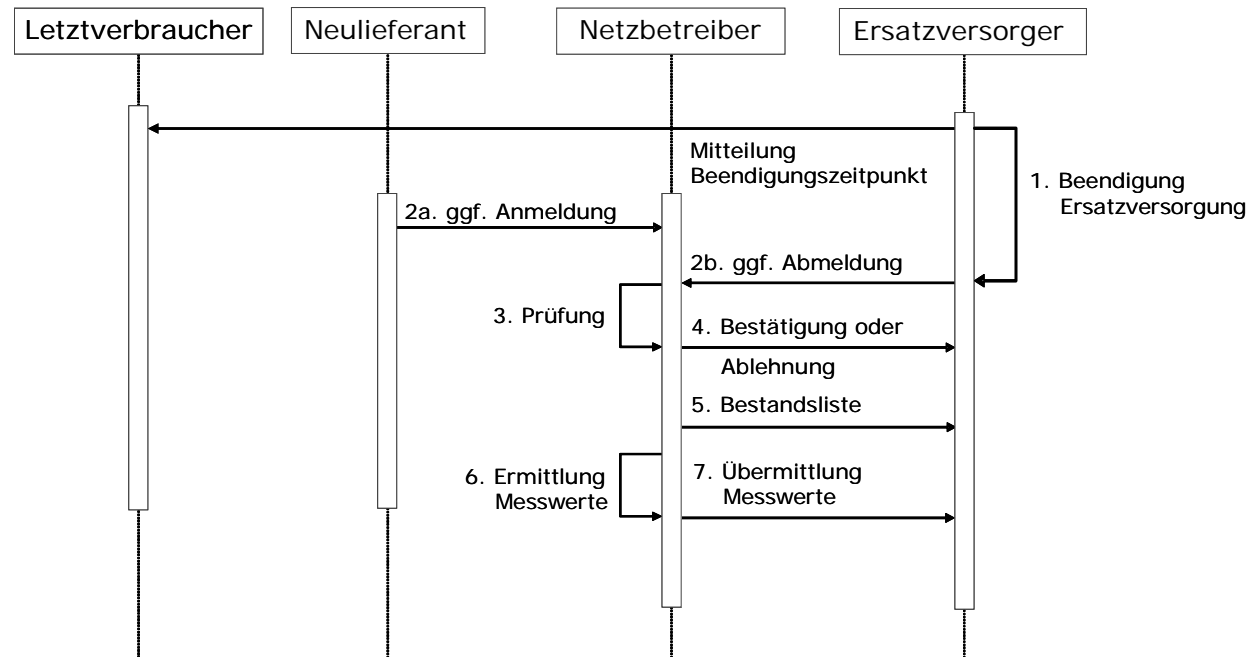 Letztverbraucher
Neulieferant
Netzbetreiber
Ersatzversorger
Mitteilung
Beendigungszeitpunkt
1. Beendigung
Ersatzversorgung
2a. ggf. Anmeldung
2b. ggf. Abmeldung
3. Prüfung
4. Bestätigung oder
Ablehnung
5. Bestandsliste
6. Ermittlung
Messwerte
7. Übermittlung
Messwerte